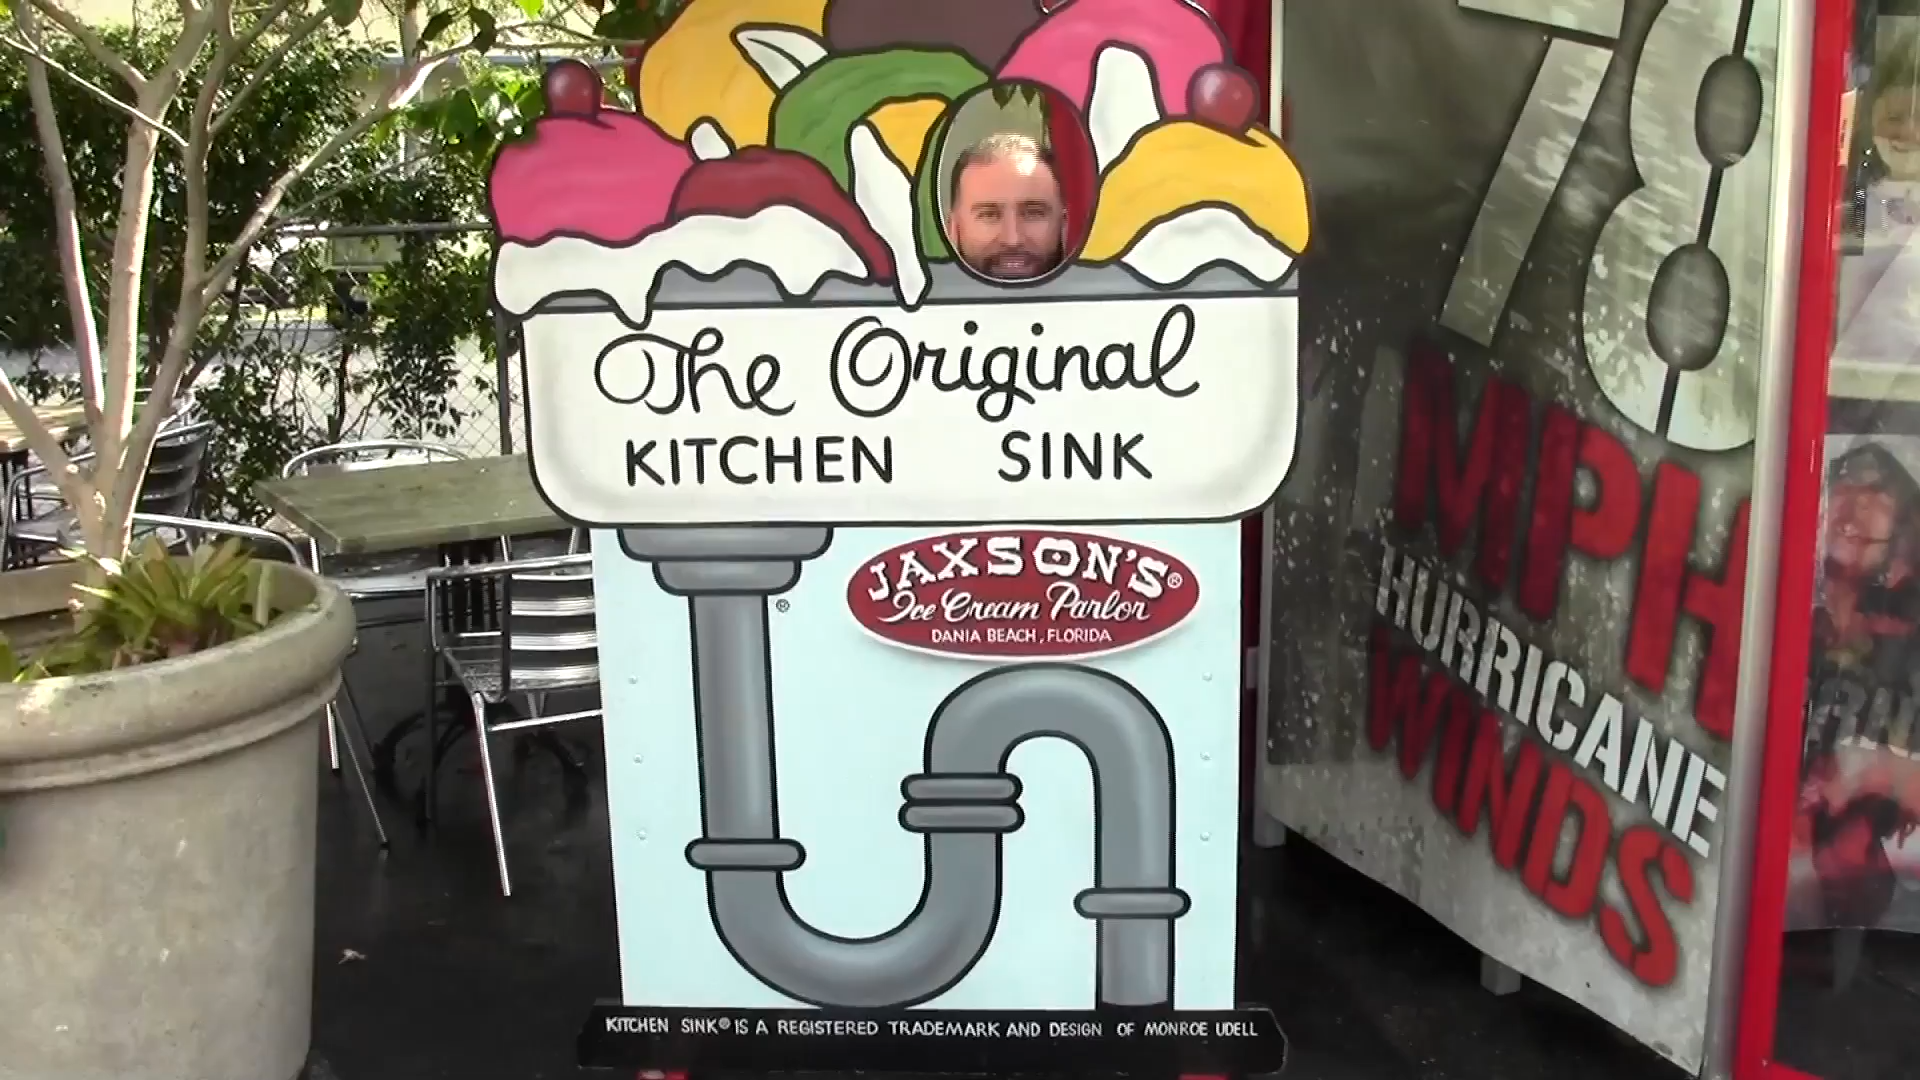 The Original
KITCHEN SINK
JAXSON'S®
Ice Cream Parlor
DANIA BEACH, FLORIDA
®
KITCHEN SINK® IS A REGISTERED TRADEMARK AND DESIGN OF MONROE UDELL
78
MPH
HURRICANE
WINDS